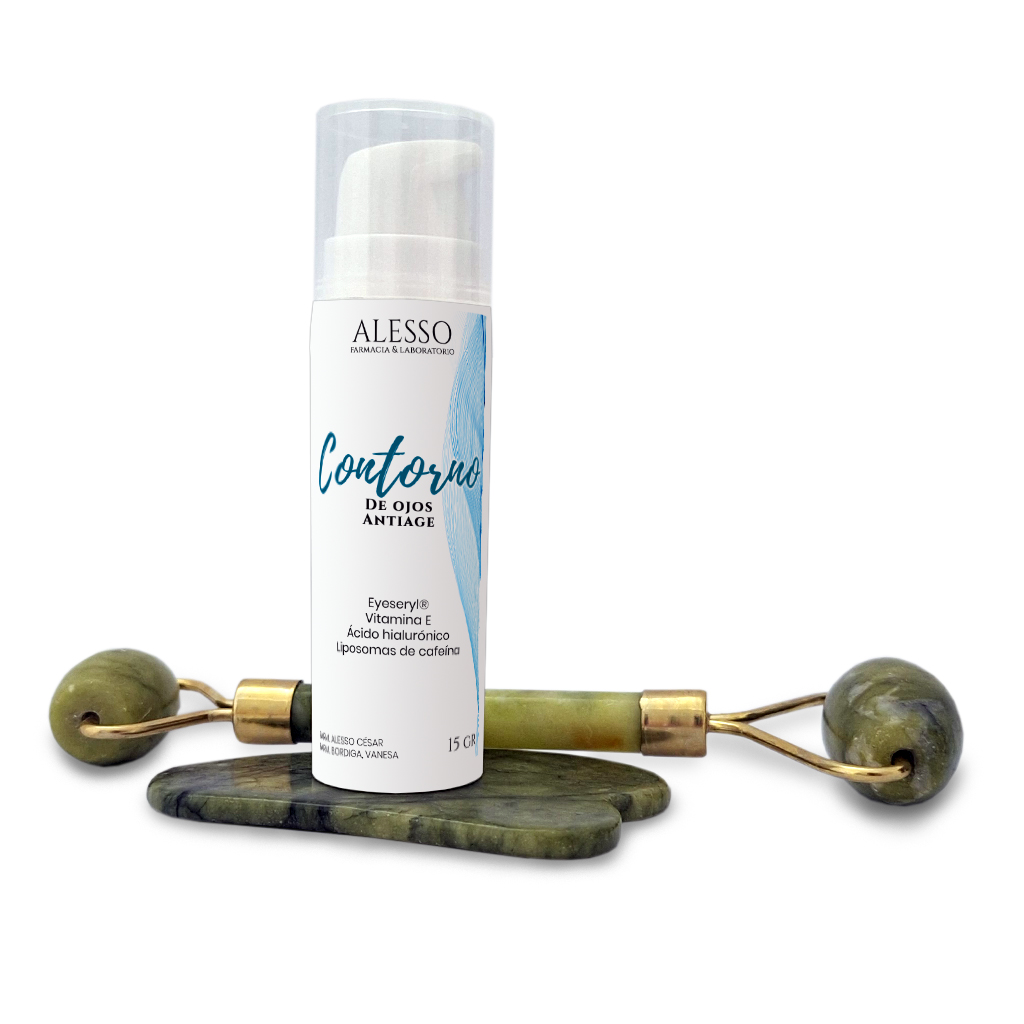 ALESSO
FARMACIA & LABORATORIO
Contorno
De ojos
Antiage
Eyeseryl®
Vitamina E
Ácido hialurónico
Liposomas de cafeína
ALESSO CÉSAR
BORDIGA, VANESA
15 GR